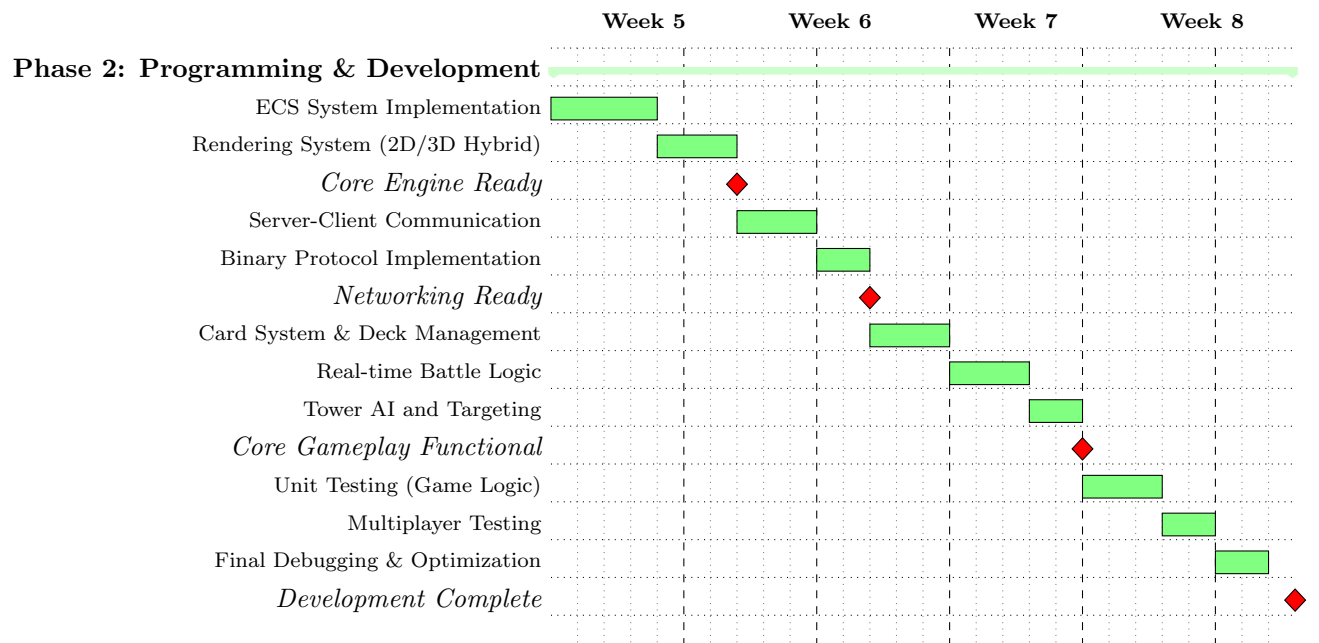 Week 5 Week 6 Week 7 Week 8
Phase 2: Programming & Development
ECS System Implementation
Rendering System (2D/3D Hybrid)
Core Engine Ready
Server-Client Communication
Binary Protocol Implementation
Networking Ready
Card System & Deck Management
Real-time Battle Logic
Tower AI and Targeting
Core Gameplay Functional
Unit Testing (Game Logic)
Multiplayer Testing
Final Debugging & Optimization
Development Complete